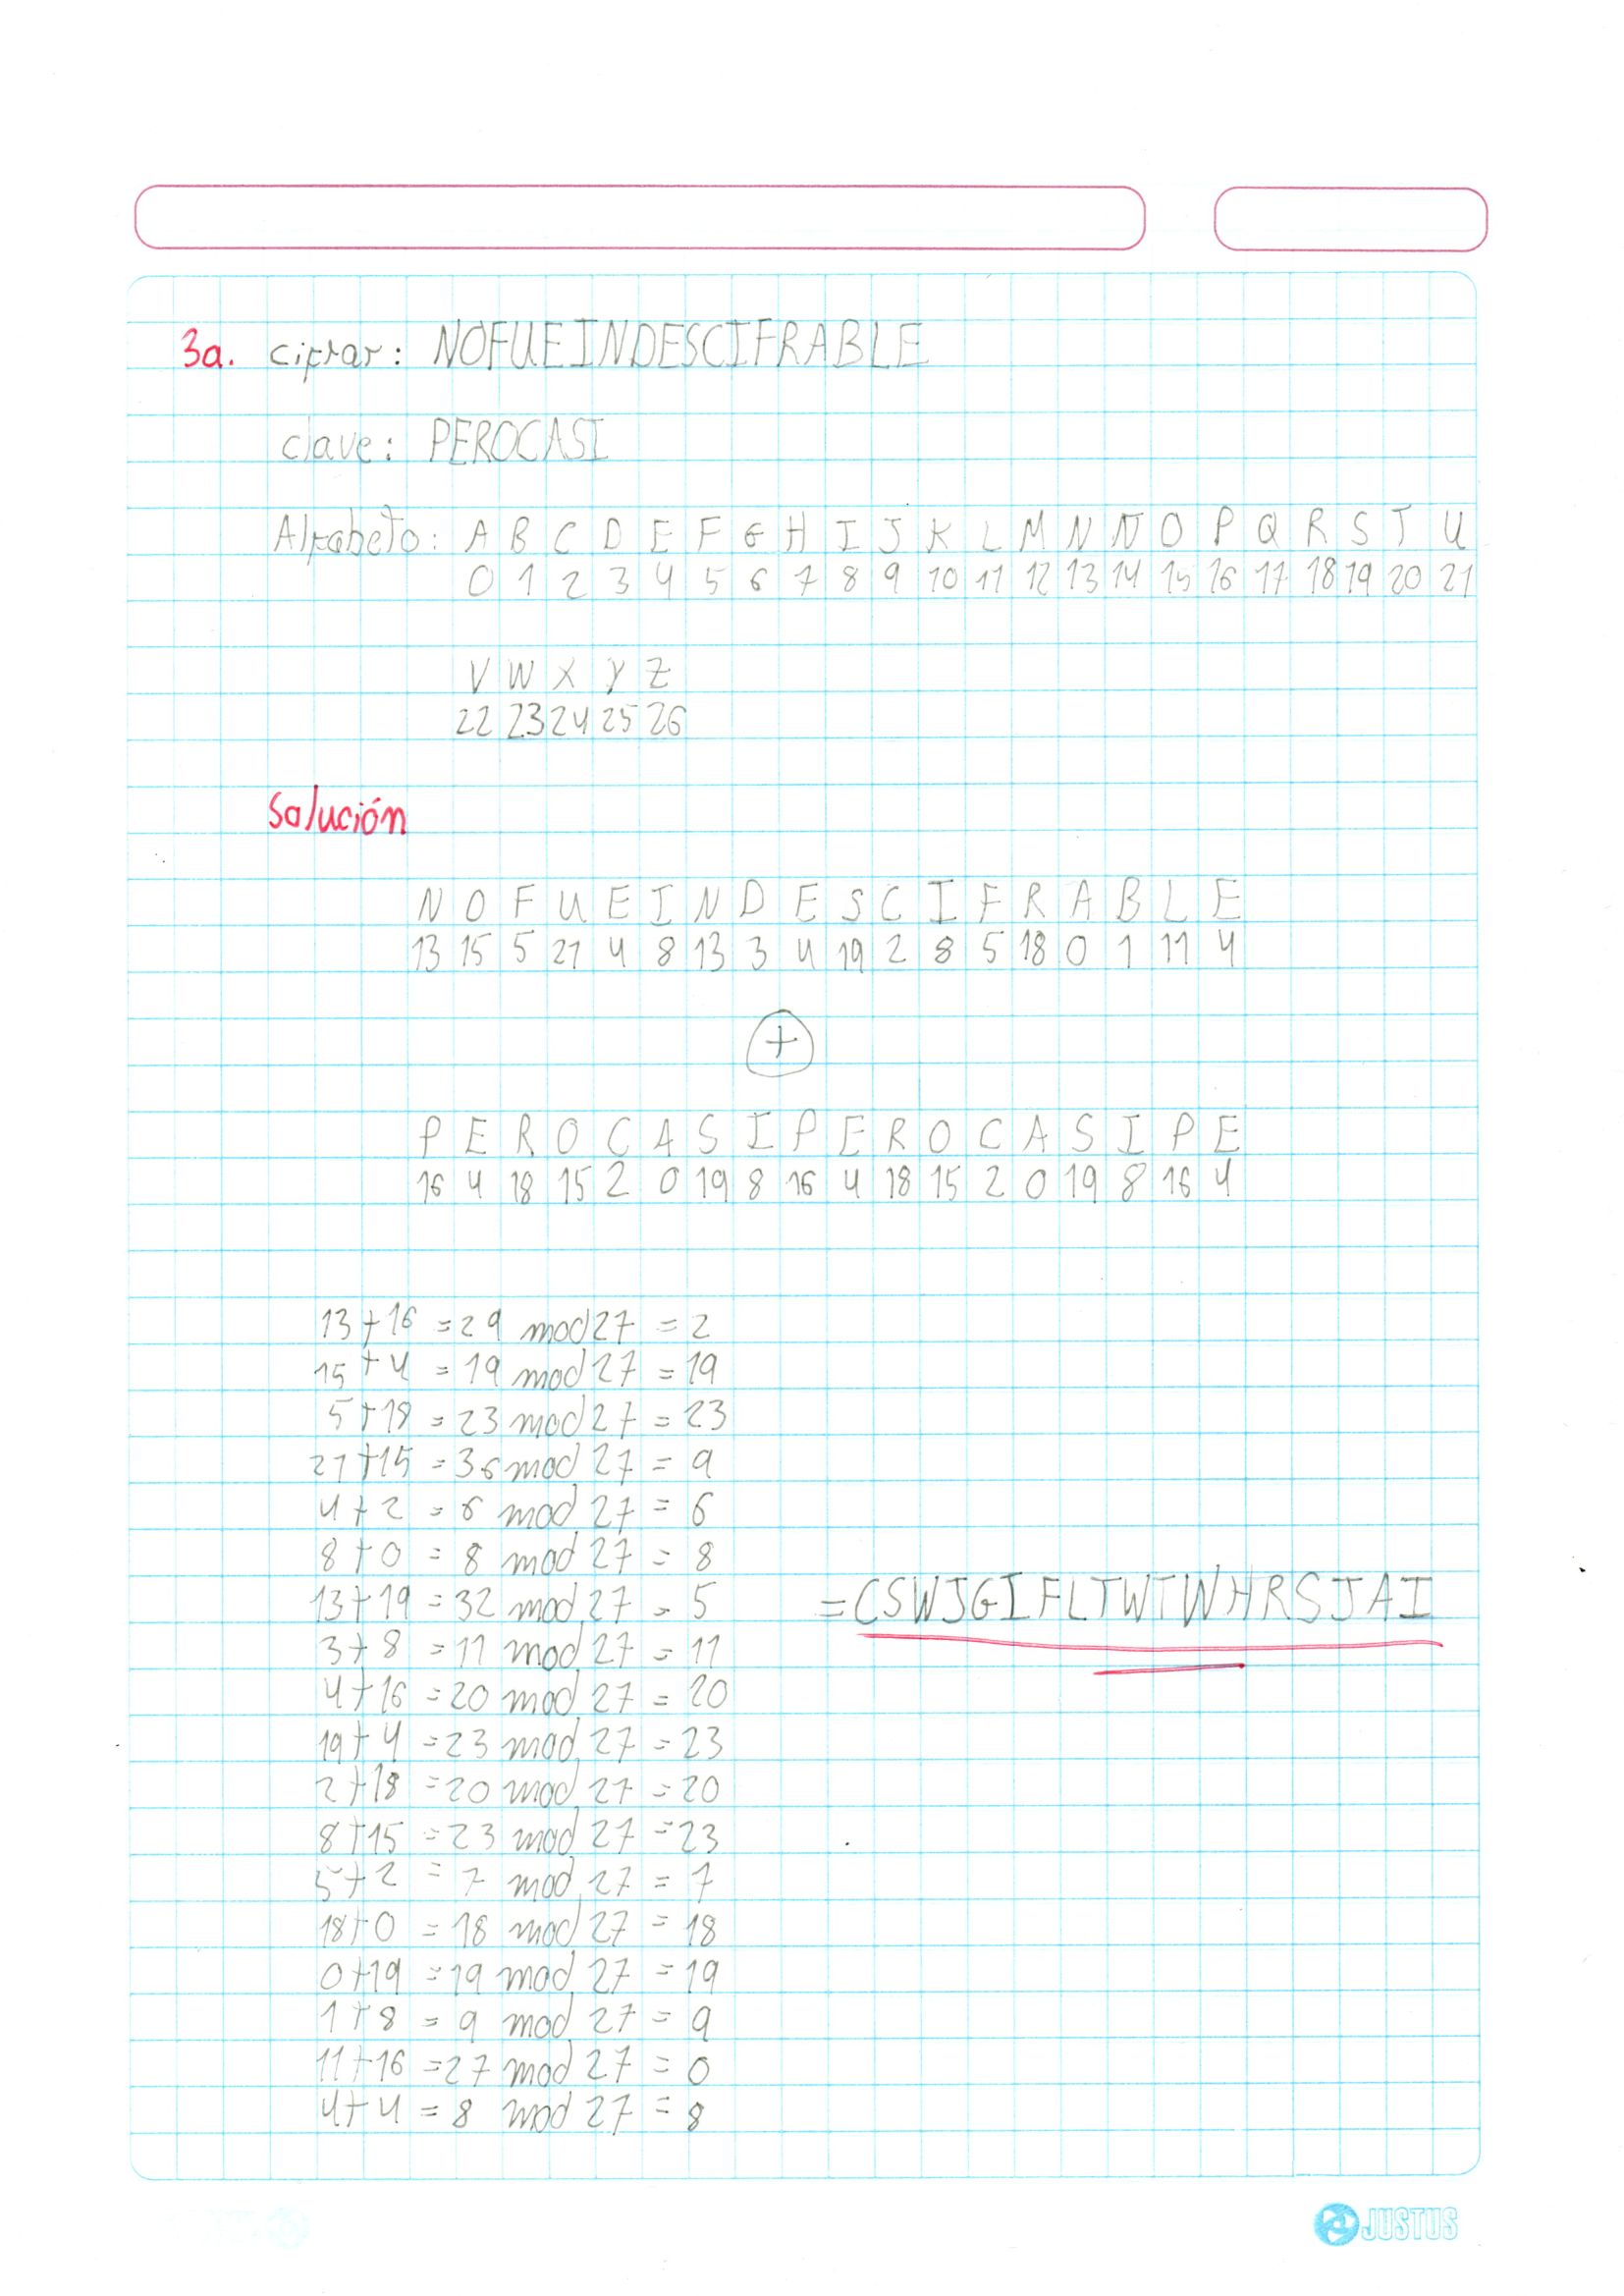 3a. cifrar: NOFUEINDESCIFRABLE
clave: PEROCASI
Alfabeto: A B C D E F G H I J K L M N Ñ O P Q R S T U
0 1 2 3 4 5 6 7 8 9 10 11 12 13 14 15 16 17 18 19 20 21
V W X Y Z
22 23 24 25 26
Solución
N O F U E I N D E S C I F R A B L E
13 15 5 21 4 8 13 3 4 19 2 8 5 18 0 1 11 4
+
P E R O C A S I P E R O C A S I P E
16 4 18 15 2 0 19 8 16 4 18 15 2 0 19 8 16 4
13+16 = 29 mod 27 = 2
15+4 = 19 mod 27 = 19
5+18 = 23 mod 27 = 23
21+15 = 36 mod 27 = 9
4+2 = 6 mod 27 = 6
8+0 = 8 mod 27 = 8
13+19 = 32 mod 27 = 5
=CSWJGIFLTWTWHRSJAI
3+8 = 11 mod 27 = 11
4+16 = 20 mod 27 = 20
19+4 = 23 mod 27 = 23
2+18 = 20 mod 27 = 20
8+15 = 23 mod 27 = 23
5+2 = 7 mod 27 = 7
18+0 = 18 mod 27 = 18
0+19 = 19 mod 27 = 19
1+8 = 9 mod 27 = 9
11+16 = 27 mod 27 = 0
4+4 = 8 mod 27 = 8
JUSTUS